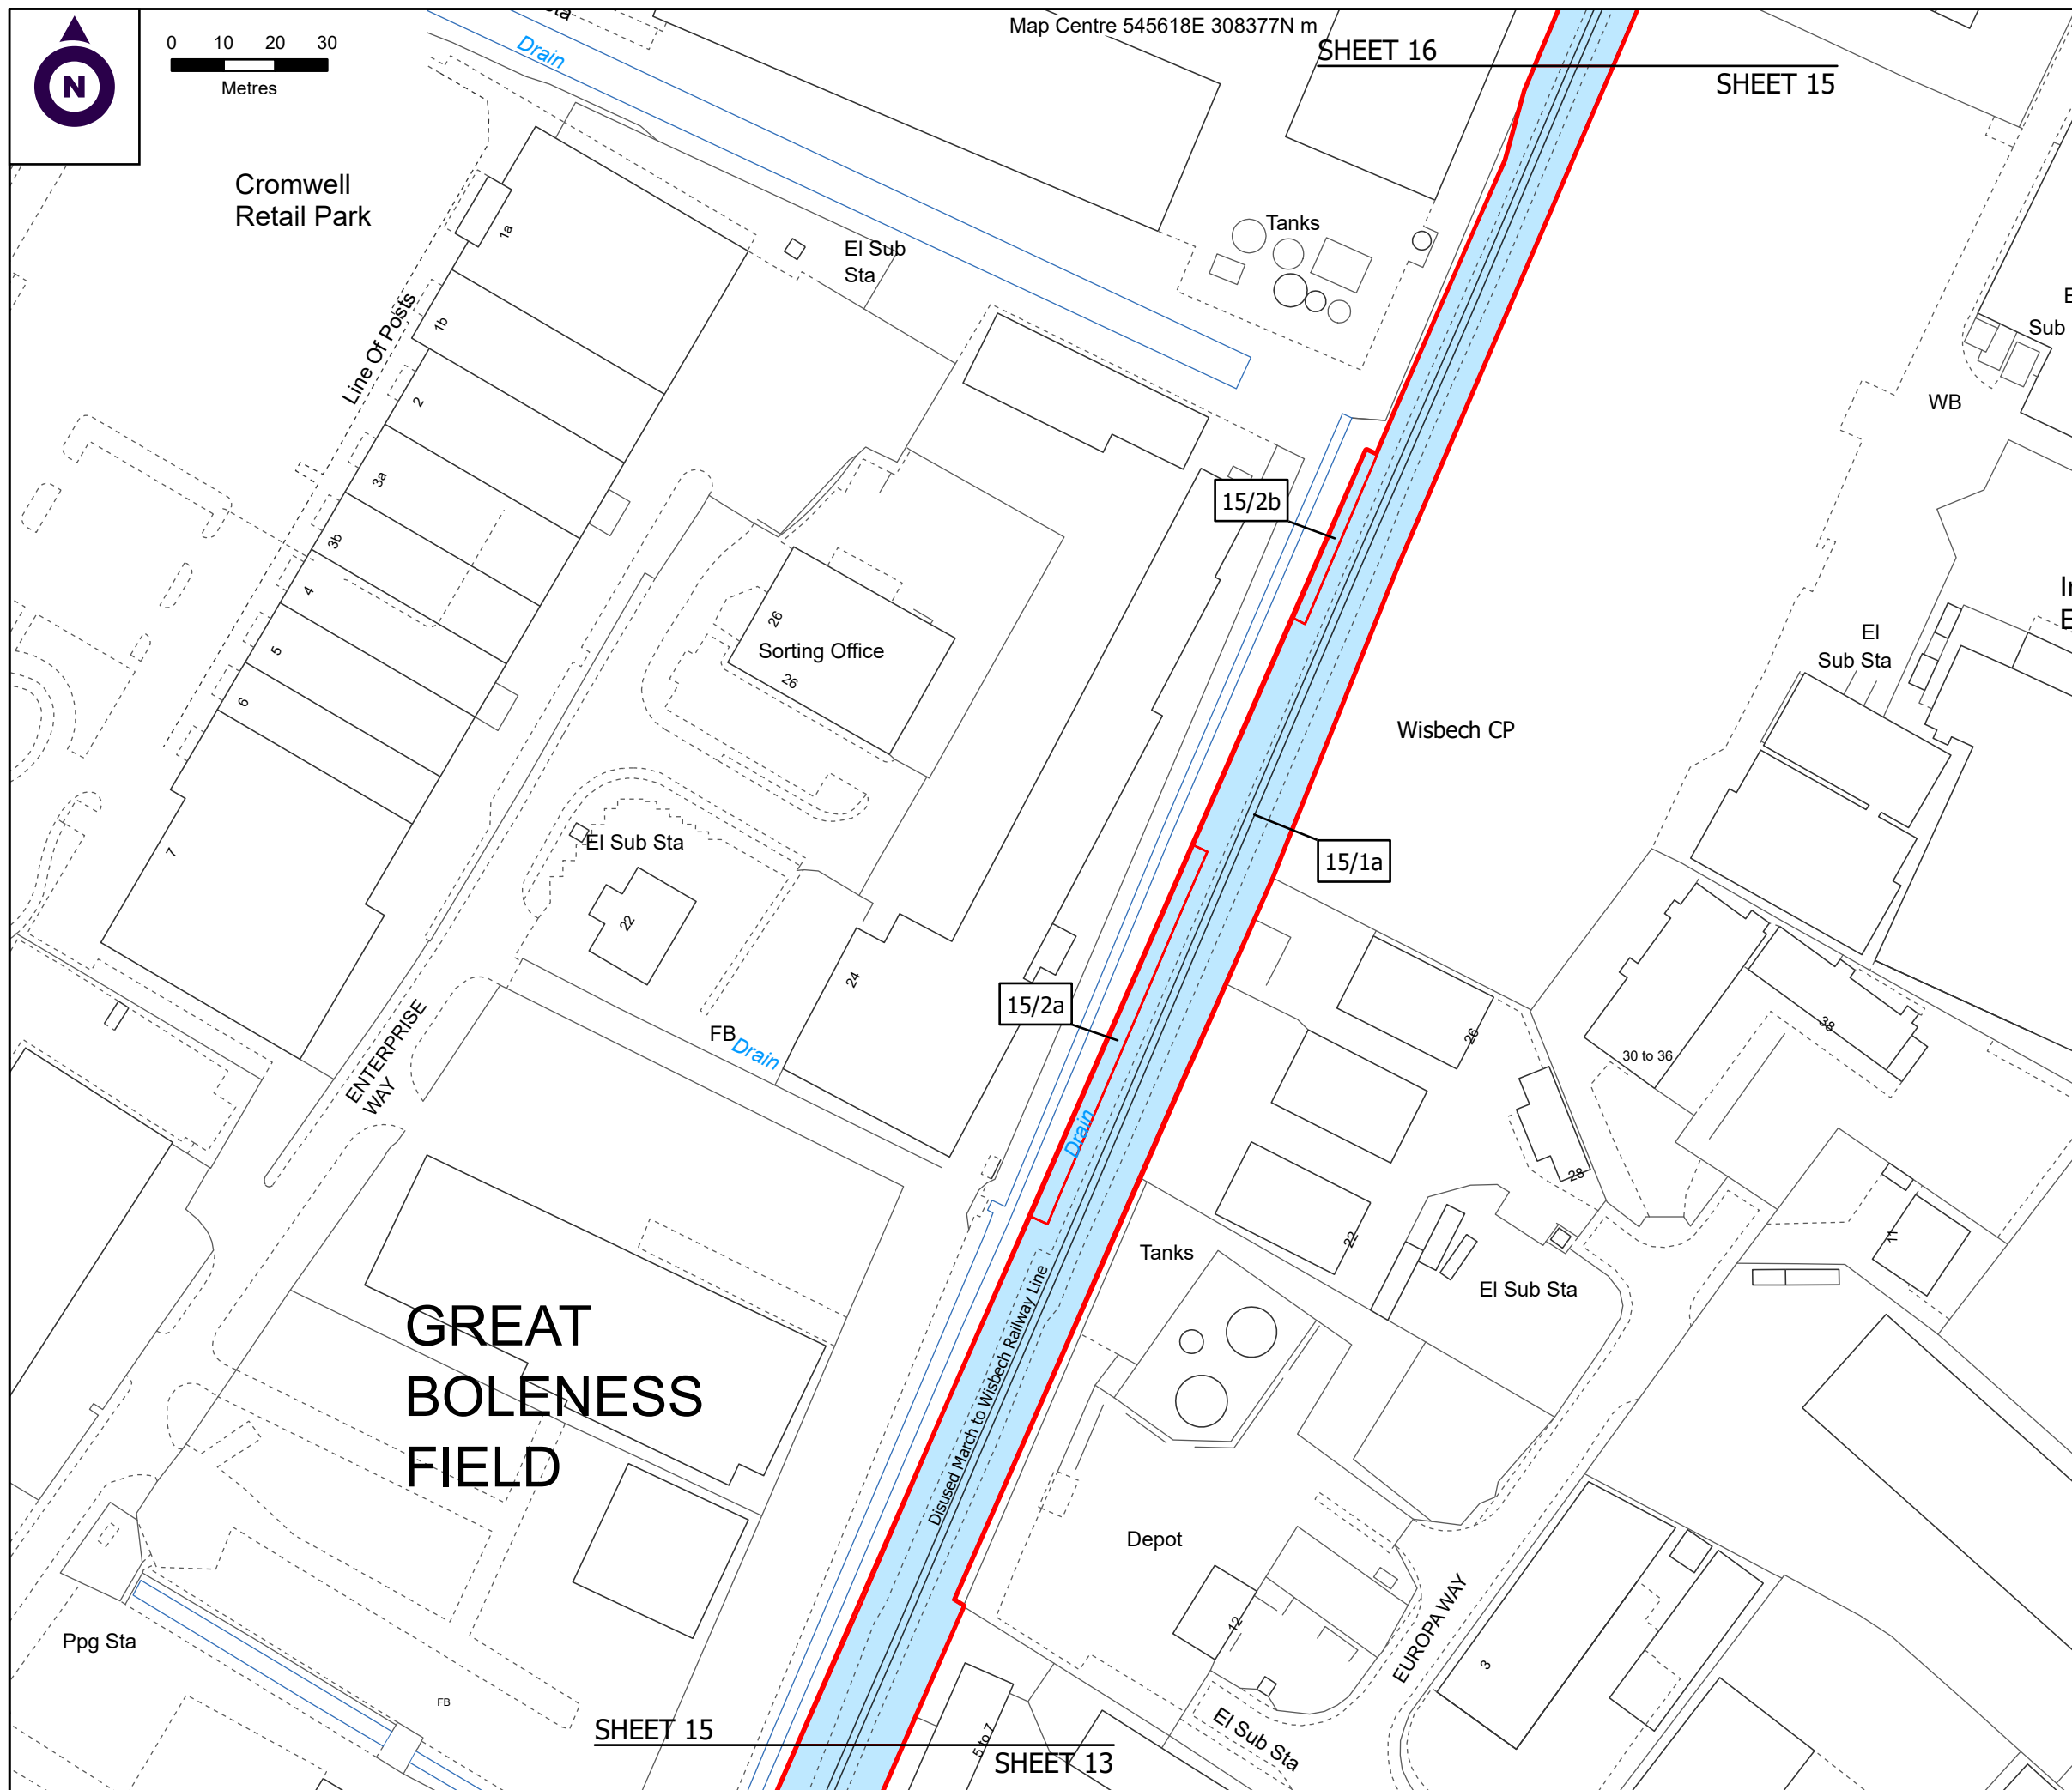 Map Centre 545618E 308377N m
N
0 10 20 30
Metres
Drain
SHEET 16
SHEET 15
Cromwell
Retail Park
1a
El Sub
Sta
Tanks
Line Of Posts
1b
2
3a
3b
4
5
6
7
15/2b
Sub
WB
26
Sorting Office
26
El
Sub Sta
Wisbech CP
El Sub Sta
22
15/1a
24
15/2a
ENTERPRISE
WAY
FB
Drain
Drain
26
30 to 36
38
28
22
11
Tanks
El Sub Sta
GREAT
BOLENESS
FIELD
Disused March to Wisbech Railway Line
Depot
12
EUROPA WAY
3
Ppg Sta
FB
SHEET 15
SHEET 13
5 to 7
El Sub Sta